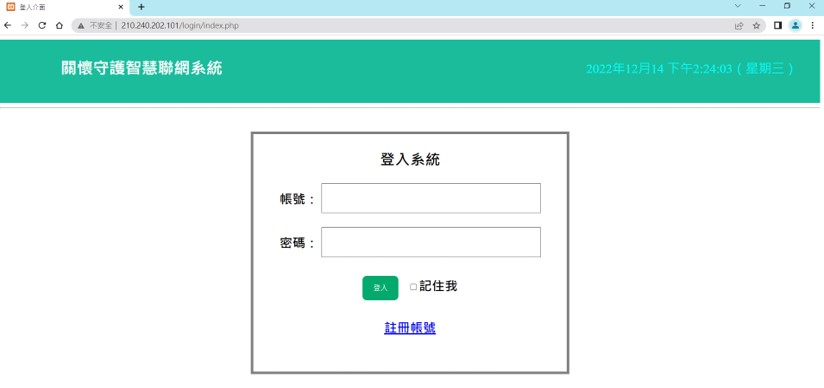 登入介面
不安全 | 210.240.202.101/login/index.php
關懷守護智慧聯網系統
2022年12月14 下午2:24:03 ( 星期三 )
登入系統
帳號：
密碼：
登入 記住我
註冊帳號